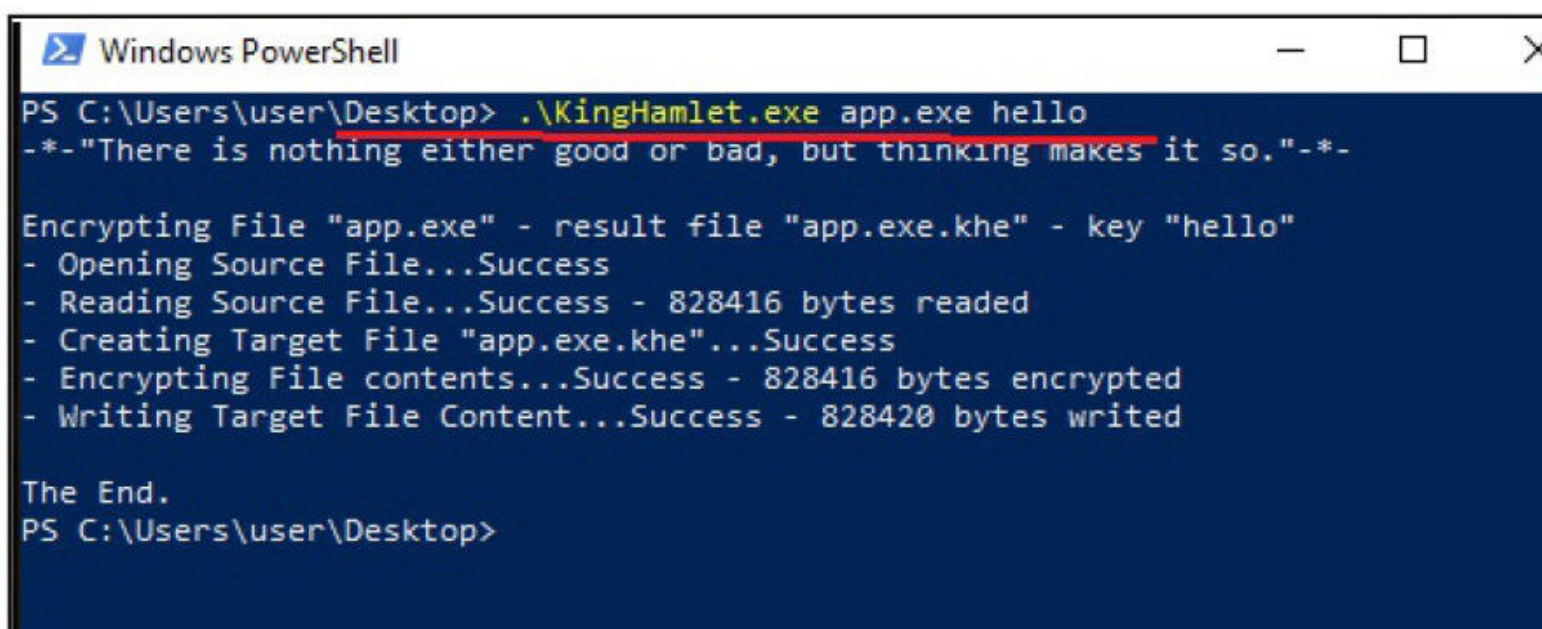 Windows PowerShell
PS C:\Users\user\Desktop> .\KingHamlet.exe app.exe hello
-*-"There is nothing either good or bad, but thinking makes it so."-*-
Encrypting File "app.exe" - result file "app.exe.khe" - key "hello"
- Opening Source File...Success
- Reading Source File...Success - 828416 bytes readed
- Creating Target File "app.exe.khe"...Success
- Encrypting File contents...Success - 828416 bytes encrypted
- Writing Target File Content...Success - 828420 bytes writed
The End.
PS C:\Users\user\Desktop>